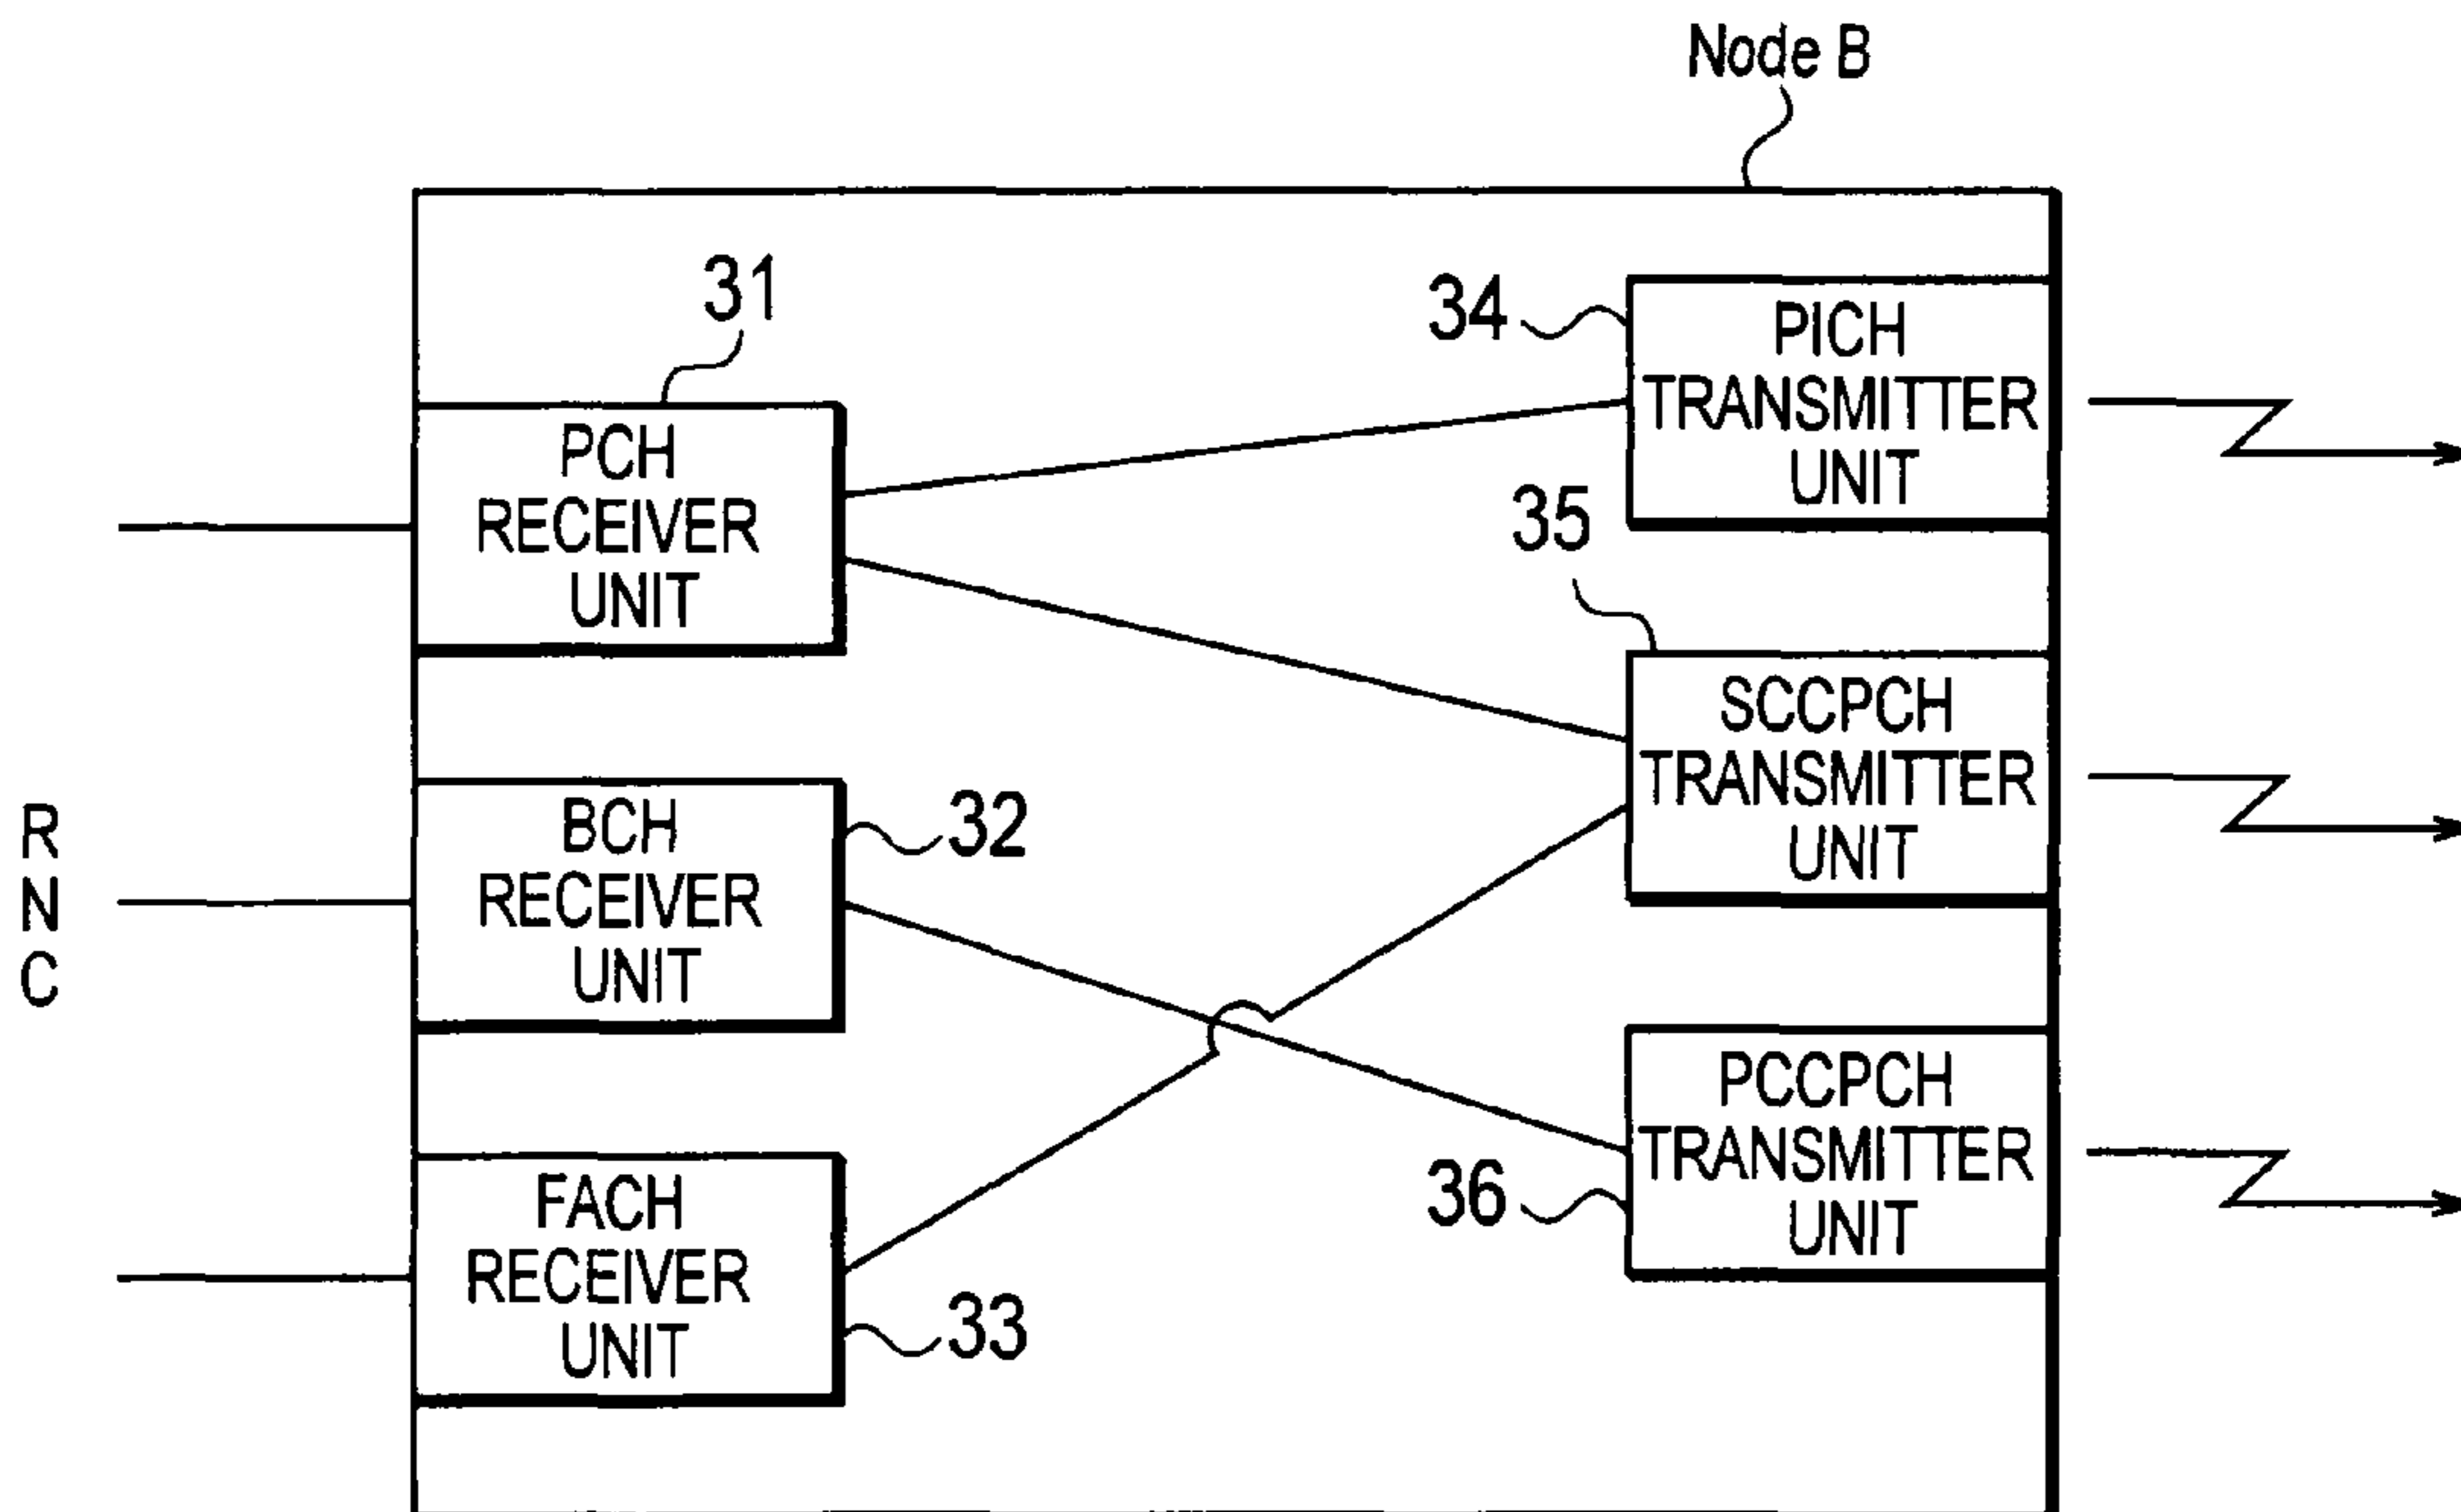 Node B
31
PCH
RECEIVER
UNIT
34
PICH
TRANSMITTER
UNIT
35
SCCPCH
TRANSMITTER
UNIT
R
N
C
BCH
RECEIVER
UNIT
32
FACH
RECEIVER
UNIT
33
PCCPCH
TRANSMITTER
UNIT
36